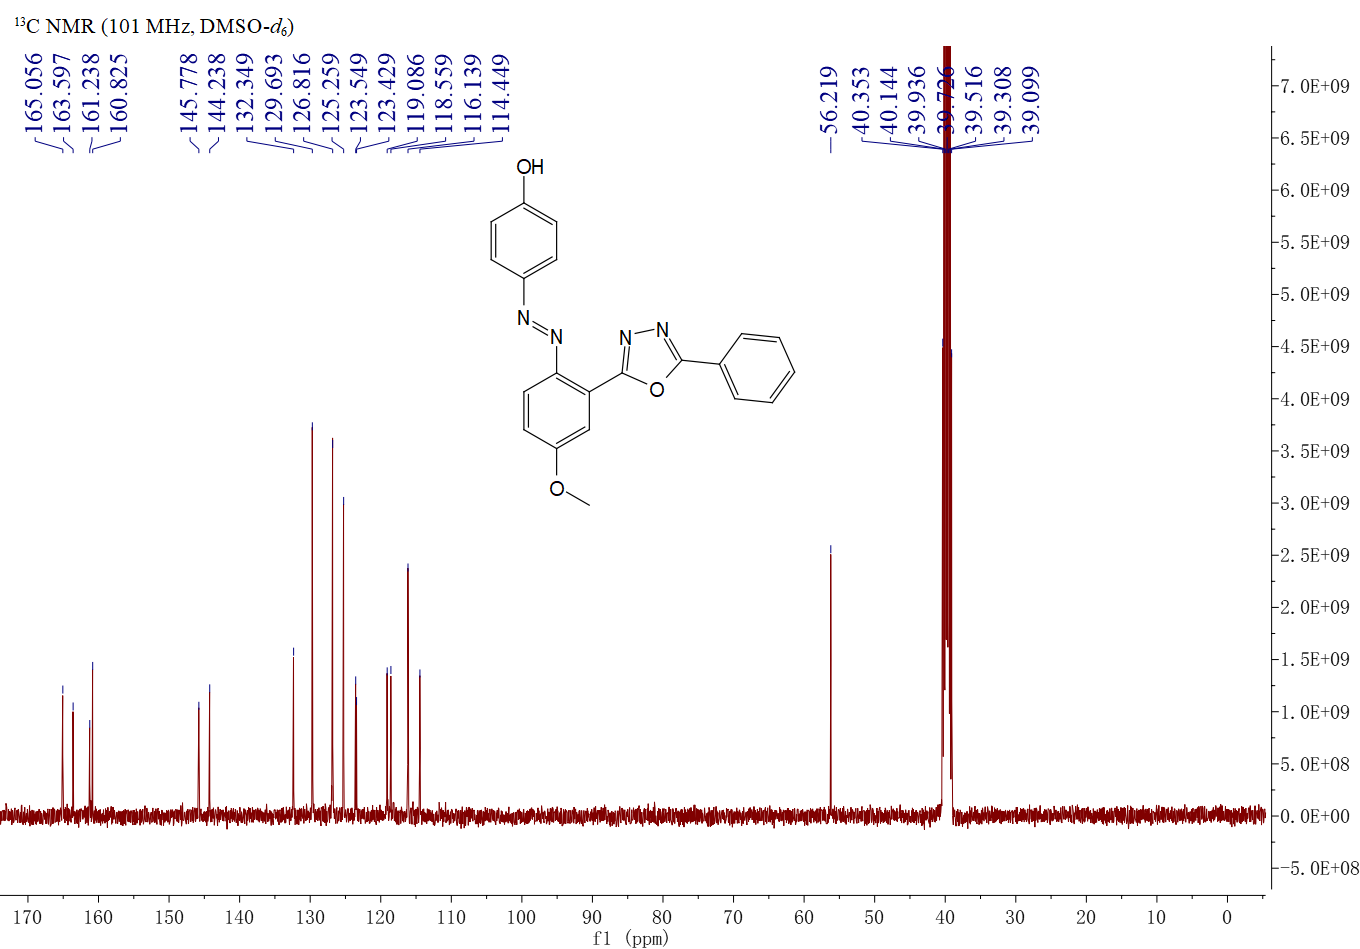 ¹³C NMR (101 MHz, DMSO-d₆)
165.056
163.597
161.238
160.825
145.778
144.238
132.349
129.693
126.816
125.259
123.549
123.429
119.086
118.559
116.139
114.449
56.219
40.353
40.144
39.936
39.726
39.516
39.308
39.099
OH
N
N
N
N
O
O
7.0E+09
6.5E+09
6.0E+09
5.5E+09
5.0E+09
4.5E+09
4.0E+09
3.5E+09
3.0E+09
2.5E+09
2.0E+09
1.5E+09
1.0E+09
5.0E+08
0.0E+00
-5.0E+08
170 160 150 140 130 120 110 100 90 80 70 60 50 40 30 20 10 0
f1 (ppm)